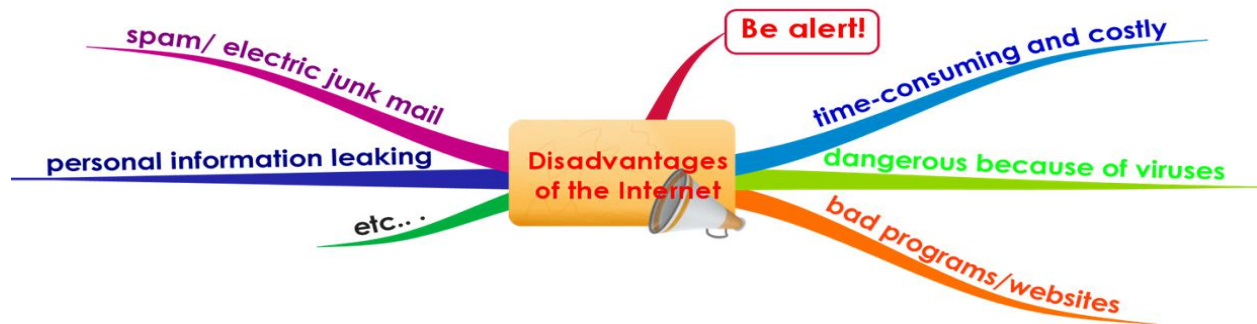 Be alert!
spam/ electric junk mail
time-consuming and costly
personal information leaking
Disadvantages
of the Internet
dangerous because of viruses
etc.. .
bad programs/websites